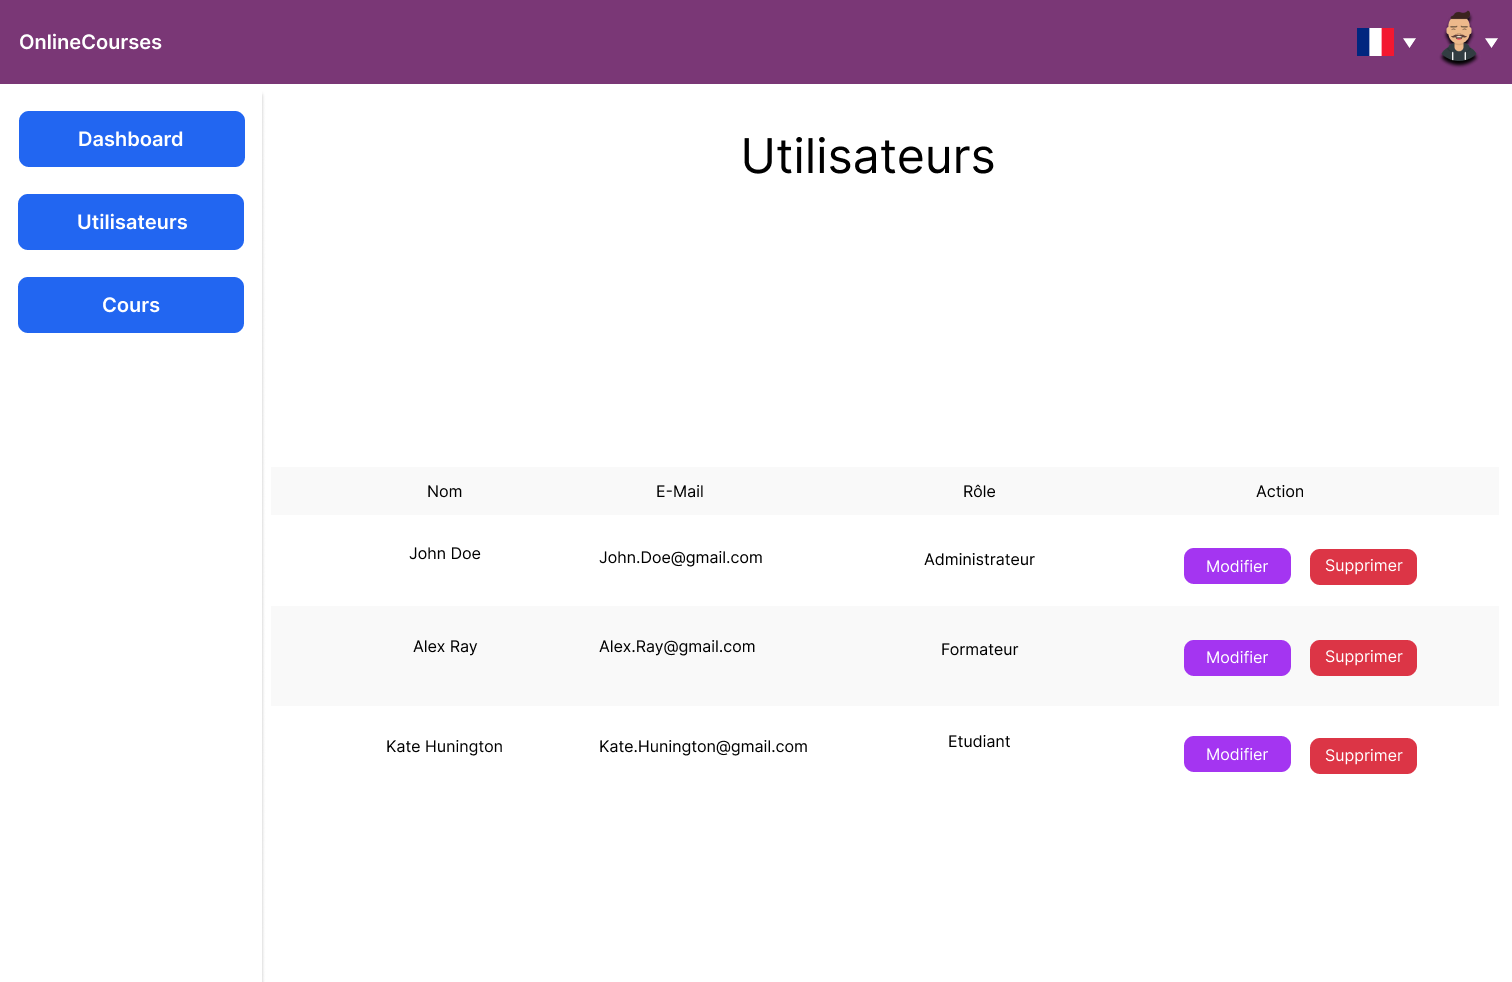 OnlineCourses
Dashboard
Utilisateurs
Cours
Utilisateurs
Nom E-Mail Rôle Action
John Doe John.Doe@gmail.com Administrateur Modifier Supprimer
Alex Ray Alex.Ray@gmail.com Formateur Modifier Supprimer
Kate Hunington Kate.Hunington@gmail.com Etudiant Modifier Supprimer